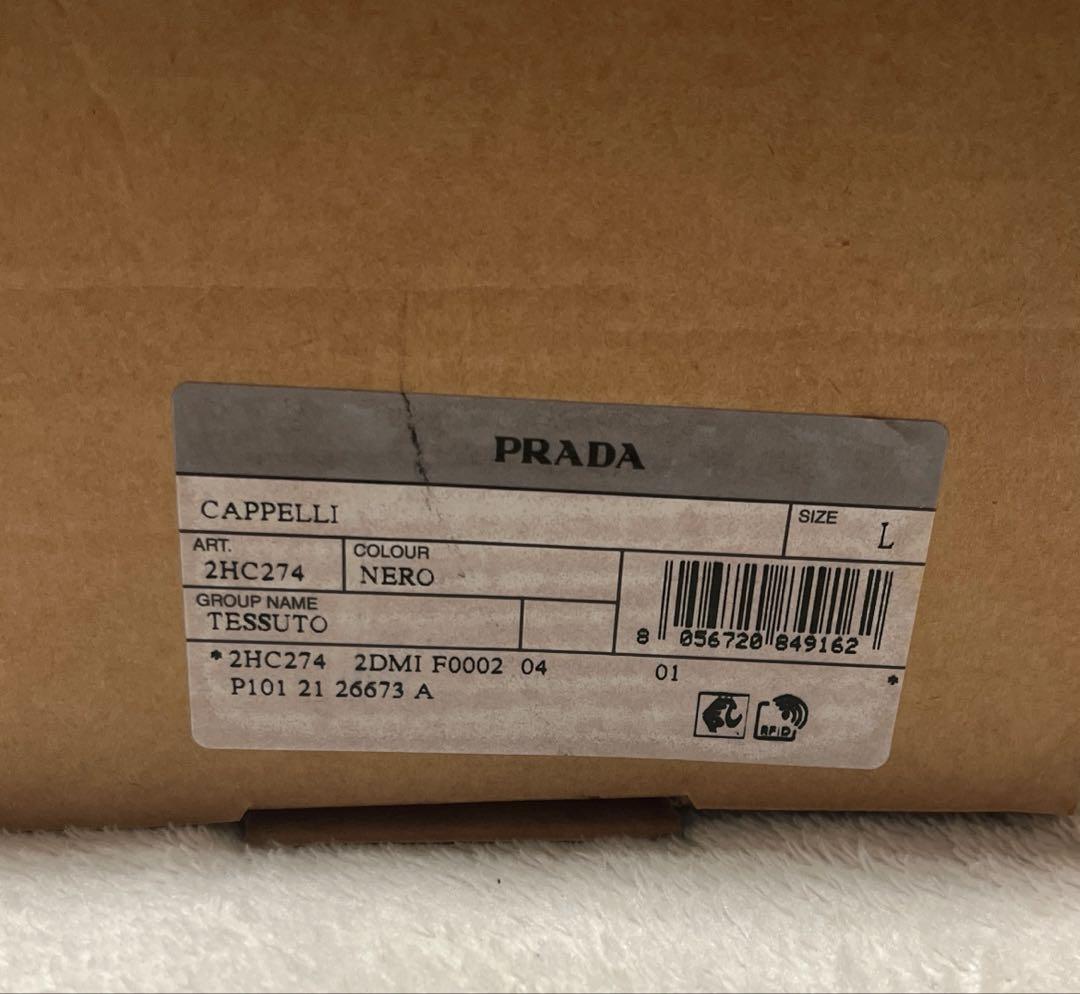 PRADA
CAPPELLI
SIZE
L
ART.
2HC274
COLOUR
NERO
GROUP NAME
TESSUTO
8 056720 849162
*2HC274 2DMI F0002 04 01 *
P101 21 26673 A
RFID